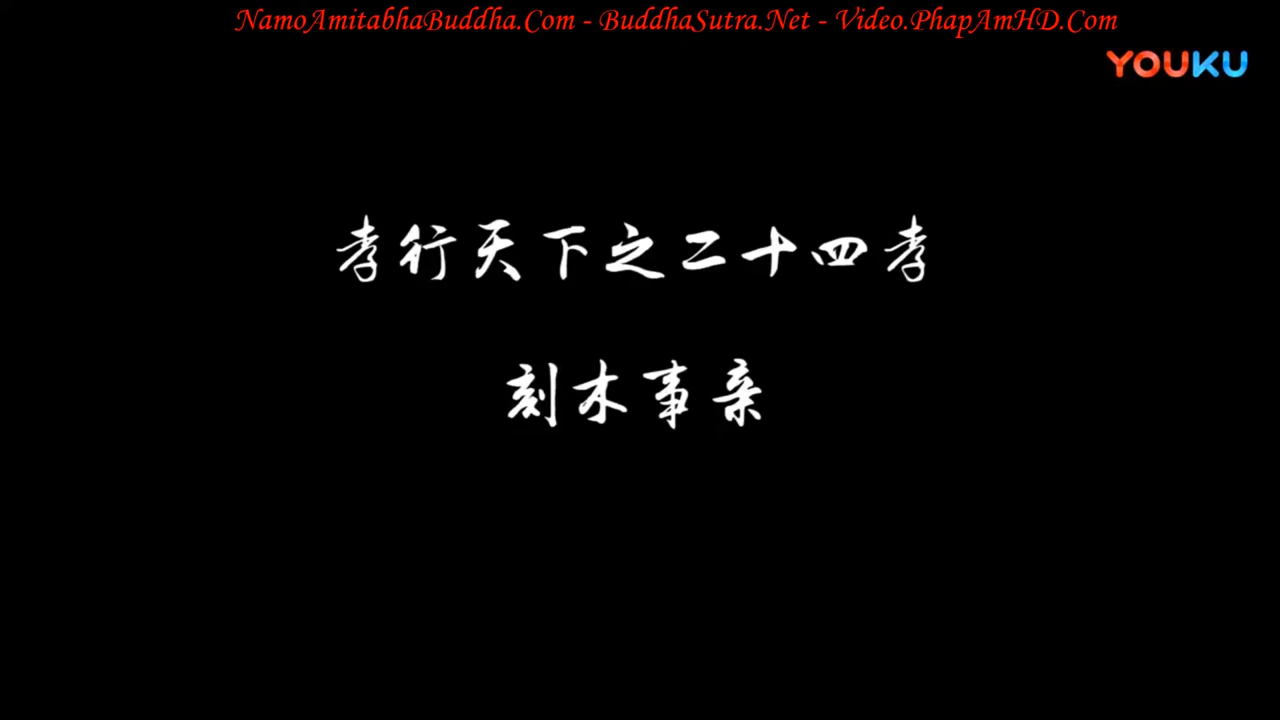 NamoAmitabhaBuddha.Com - BuddhaSutra.Net - Video.PhapAmHD.Com
YOUKU
孝行天下之二十四孝
刻木事亲